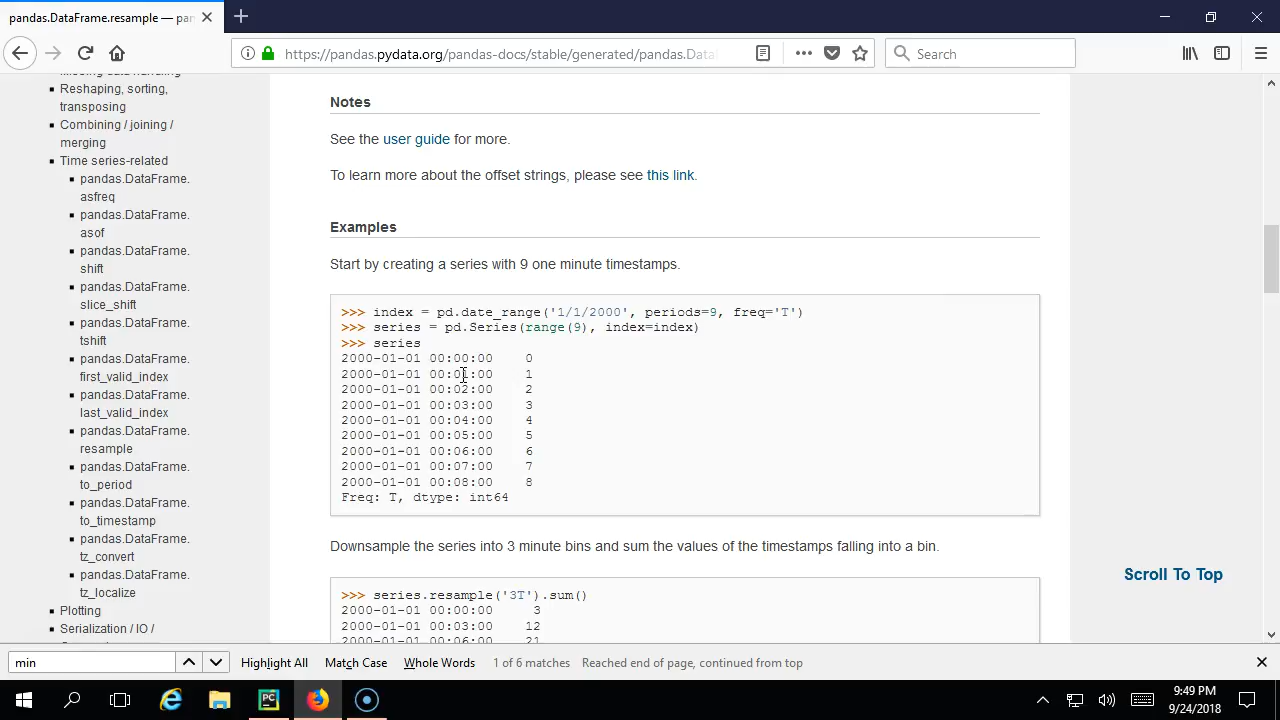 pandas.DataFrame.resample — pan
https://pandas.pydata.org/pandas-docs/stable/generated/pandas.Data
Search
Missing data handling
Reshaping, sorting,
transposing
Combining / joining /
merging
Time series-related
pandas.DataFrame.
asfreq
pandas.DataFrame.
asof
pandas.DataFrame.
shift
pandas.DataFrame.
slice_shift
pandas.DataFrame.
tshift
pandas.DataFrame.
first_valid_index
pandas.DataFrame.
last_valid_index
pandas.DataFrame.
resample
pandas.DataFrame.
to_period
pandas.DataFrame.
to_timestamp
pandas.DataFrame.
tz_convert
pandas.DataFrame.
tz_localize
Plotting
Serialization / IO /
Notes
See the user guide for more.
To learn more about the offset strings, please see this link.
Examples
Start by creating a series with 9 one minute timestamps.
>>> index = pd.date_range('1/1/2000', periods=9, freq='T')
>>> series = pd.Series(range(9), index=index)
>>> series
2000-01-01 00:00:00    0
2000-01-01 00:01:00    1
2000-01-01 00:02:00    2
2000-01-01 00:03:00    3
2000-01-01 00:04:00    4
2000-01-01 00:05:00    5
2000-01-01 00:06:00    6
2000-01-01 00:07:00    7
2000-01-01 00:08:00    8
Freq: T, dtype: int64
Downsample the series into 3 minute bins and sum the values of the timestamps falling into a bin.
>>> series.resample('3T').sum()
2000-01-01 00:00:00     3
2000-01-01 00:03:00    12
2000-01-01 00:06:00    21
Scroll To Top
min
Highlight All
Match Case
Whole Words
1 of 6 matches
Reached end of page, continued from top
PC
9:49 PM
9/24/2018